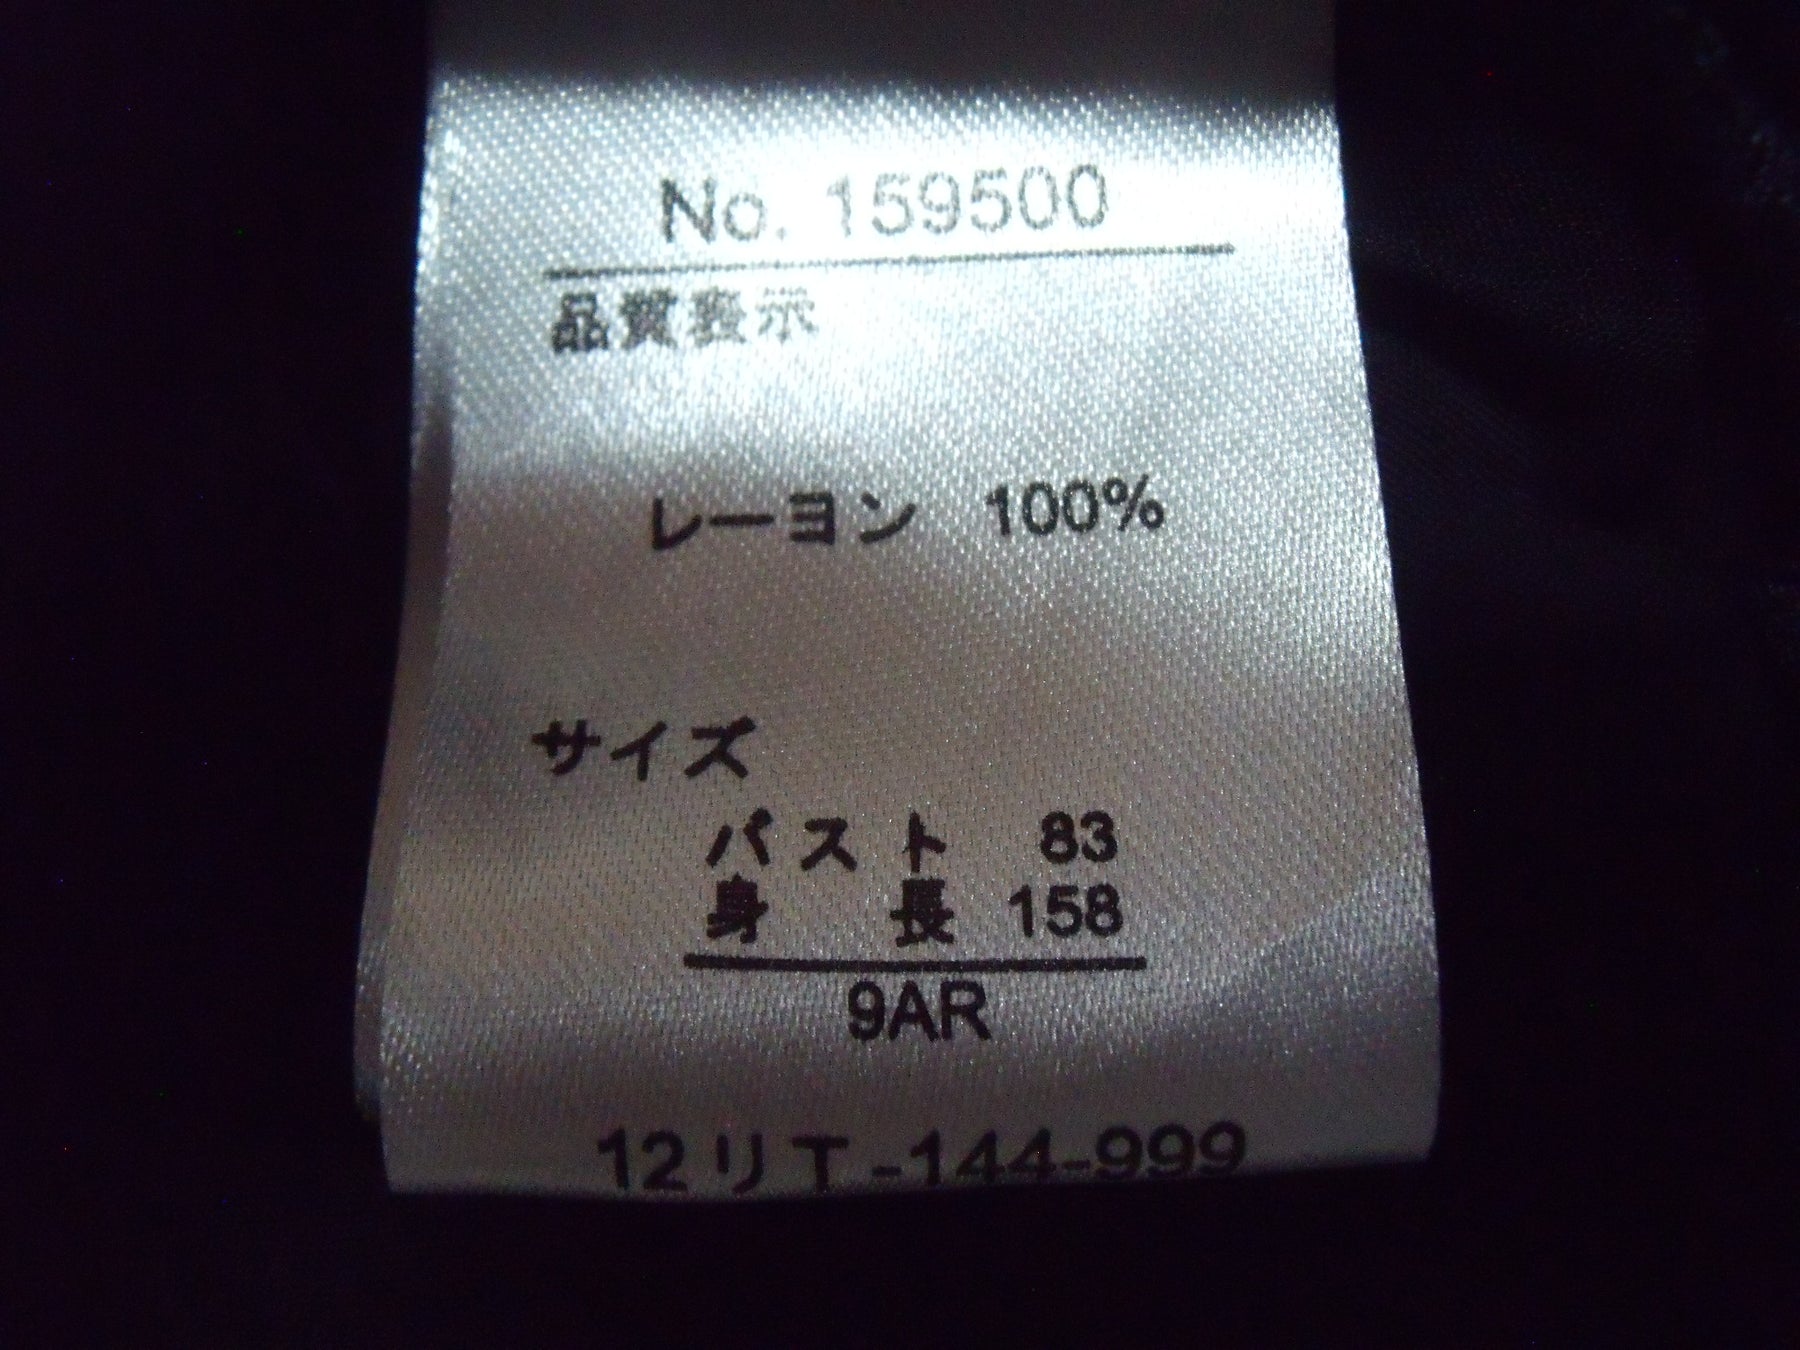 No. 159500
品質表示
レーヨン 100%
サイズ
バスト 83
身長 158
9AR
12リT-144-999